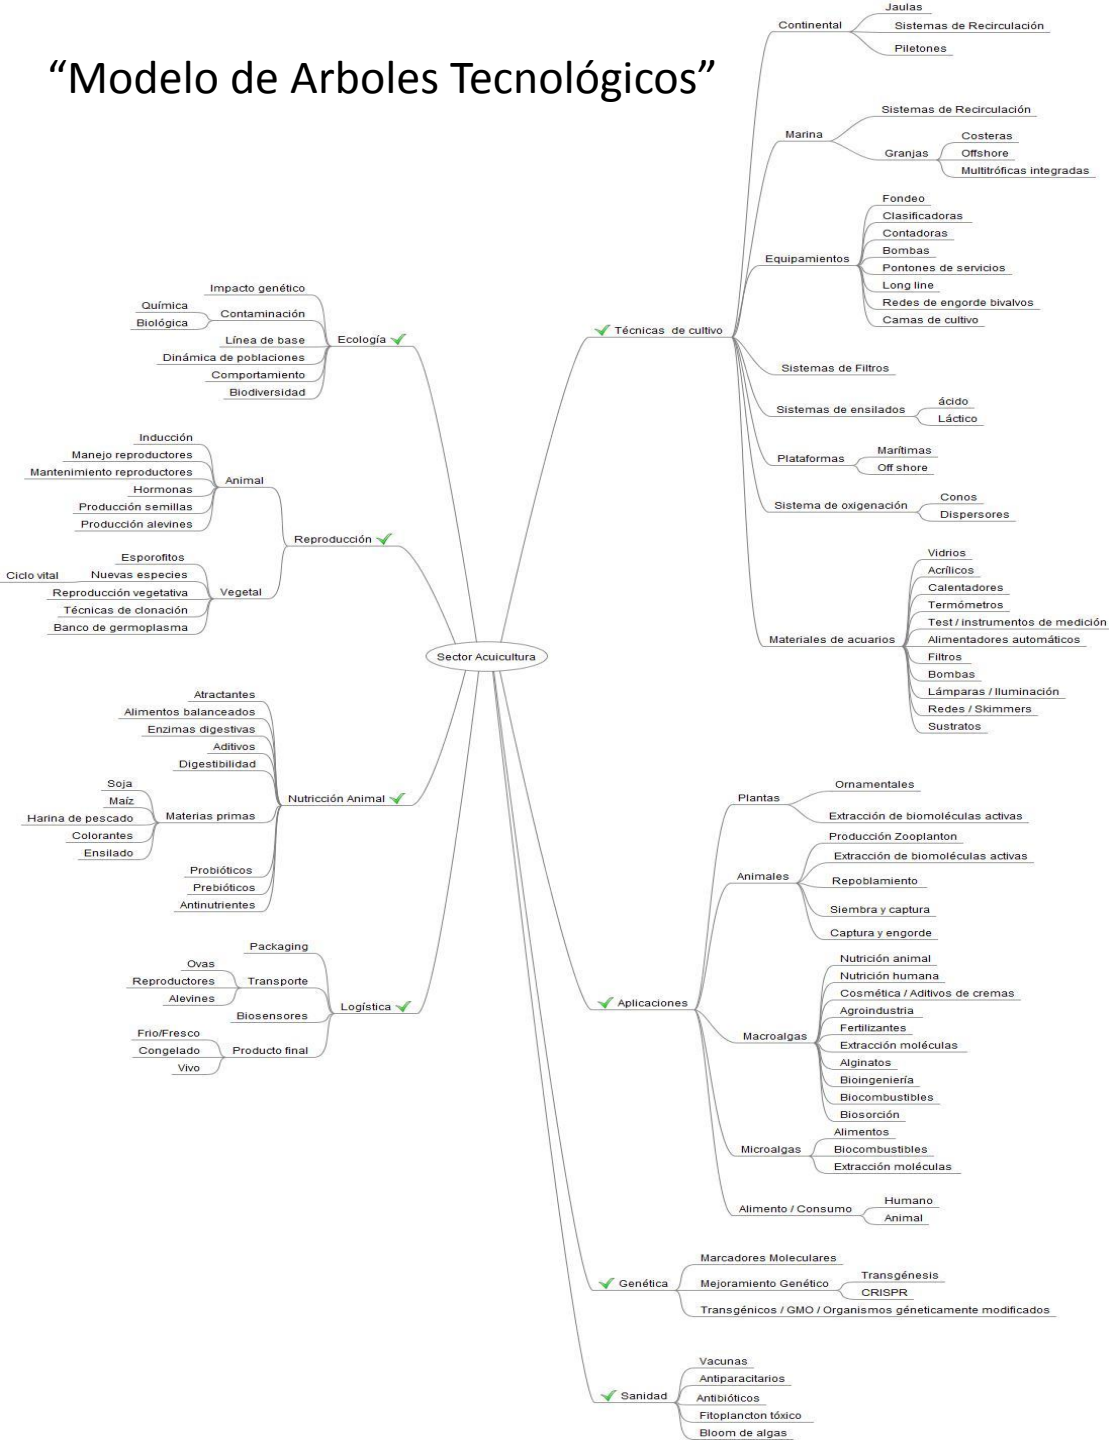 “Modelo de Arboles Tecnológicos”
Sector Acuicultura
Ecología
Impacto genético
Contaminación
Química
Biológica
Línea de base
Dinámica de poblaciones
Comportamiento
Biodiversidad
Reproducción
Animal
Inducción
Manejo reproductores
Mantenimiento reproductores
Hormonas
Producción semillas
Producción alevines
Vegetal
Esporofitos
Nuevas especies
Ciclo vital
Reproducción vegetativa
Técnicas de clonación
Banco de germoplasma
Nutricción Animal
Atractantes
Alimentos balanceados
Enzimas digestivas
Aditivos
Digestibilidad
Materias primas
Soja
Maíz
Harina de pescado
Colorantes
Ensilado
Probióticos
Prebióticos
Antinutrientes
Logística
Packaging
Transporte
Ovas
Reproductores
Alevines
Biosensores
Producto final
Frio/Fresco
Congelado
Vivo
Técnicas de cultivo
Continental
Jaulas
Sistemas de Recirculación
Piletones
Marina
Sistemas de Recirculación
Granjas
Costeras
Offshore
Multitróficas integradas
Equipamientos
Fondeo
Clasificadoras
Contadoras
Bombas
Pontones de servicios
Long line
Redes de engorde bivalvos
Camas de cultivo
Sistemas de Filtros
Sistemas de ensilados
ácido
Láctico
Plataformas
Marítimas
Off shore
Sistema de oxigenación
Conos
Dispersores
Materiales de acuarios
Vidrios
Acrílicos
Calentadores
Termómetros
Test / instrumentos de medición
Alimentadores automáticos
Filtros
Bombas
Lámparas / Iluminación
Redes / Skimmers
Sustratos
Aplicaciones
Plantas
Ornamentales
Extracción de biomoléculas activas
Animales
Producción Zooplanton
Extracción de biomoléculas activas
Repoblamiento
Siembra y captura
Captura y engorde
Macroalgas
Nutrición animal
Nutrición humana
Cosmética / Aditivos de cremas
Agroindustria
Fertilizantes
Extracción moléculas
Alginatos
Bioingeniería
Biocombustibles
Biosorción
Microalgas
Alimentos
Biocombustibles
Extracción moléculas
Alimento / Consumo
Humano
Animal
Genética
Marcadores Moleculares
Mejoramiento Genético
Transgénesis
CRISPR
Transgénicos / GMO / Organismos géneticamente modificados
Sanidad
Vacunas
Antiparacitarios
Antibióticos
Fitoplancton tóxico
Bloom de algas